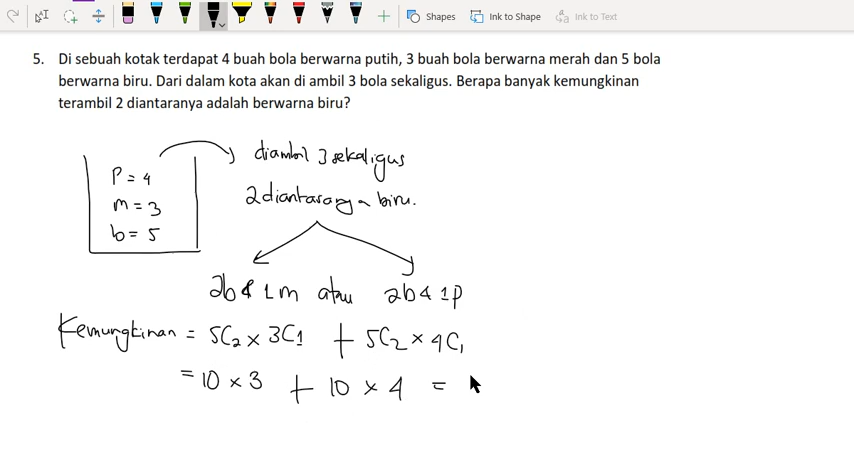 Shapes Ink to Shape Ink to Text
5. Di sebuah kotak terdapat 4 buah bola berwarna putih, 3 buah bola berwarna merah dan 5 bola
berwarna biru. Dari dalam kota akan di ambil 3 bola sekaligus. Berapa banyak kemungkinan
terambil 2 diantaranya adalah berwarna biru?
diambil 3 sekaligus
P = 4
2 diantaranya biru.
m = 3
b = 5
2b & 1m atau 2b & 1p
Kemungkinan = 5C2 x 3C1 + 5C2 x 4C1
= 10 x 3 + 10 x 4 =